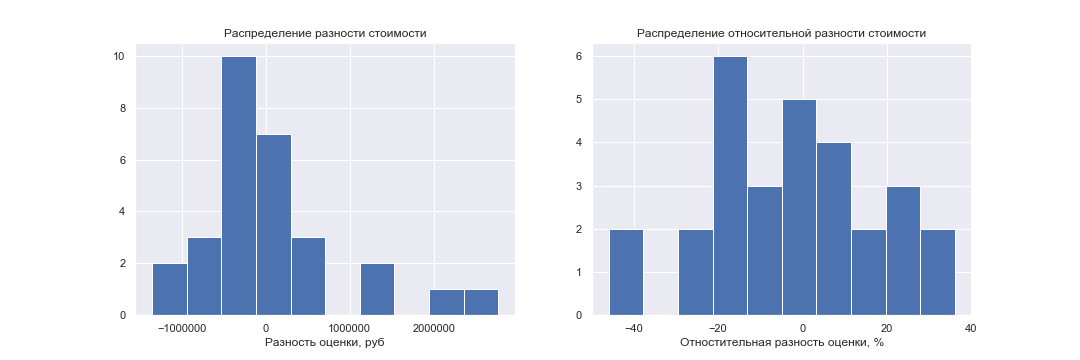 Распределение разности стоимости
10
8
6
4
2
0
−1000000 0 1000000 2000000
Разность оценки, руб
Распределение относительной разности стоимости
6
5
4
3
2
1
0
−40 −20 0 20 40
Отностительная разность оценки, %